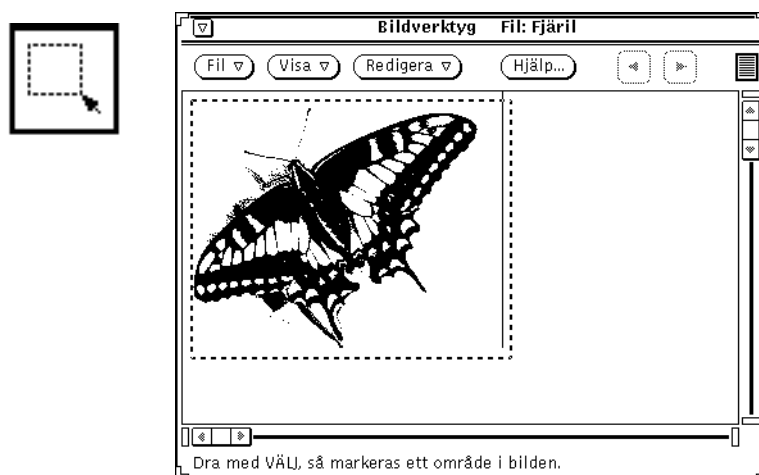 Bildverktyg Fil: Fjäril
Fil Visa Redigera Hjälp...
Dra med VÄLJ, så markeras ett område i bilden.